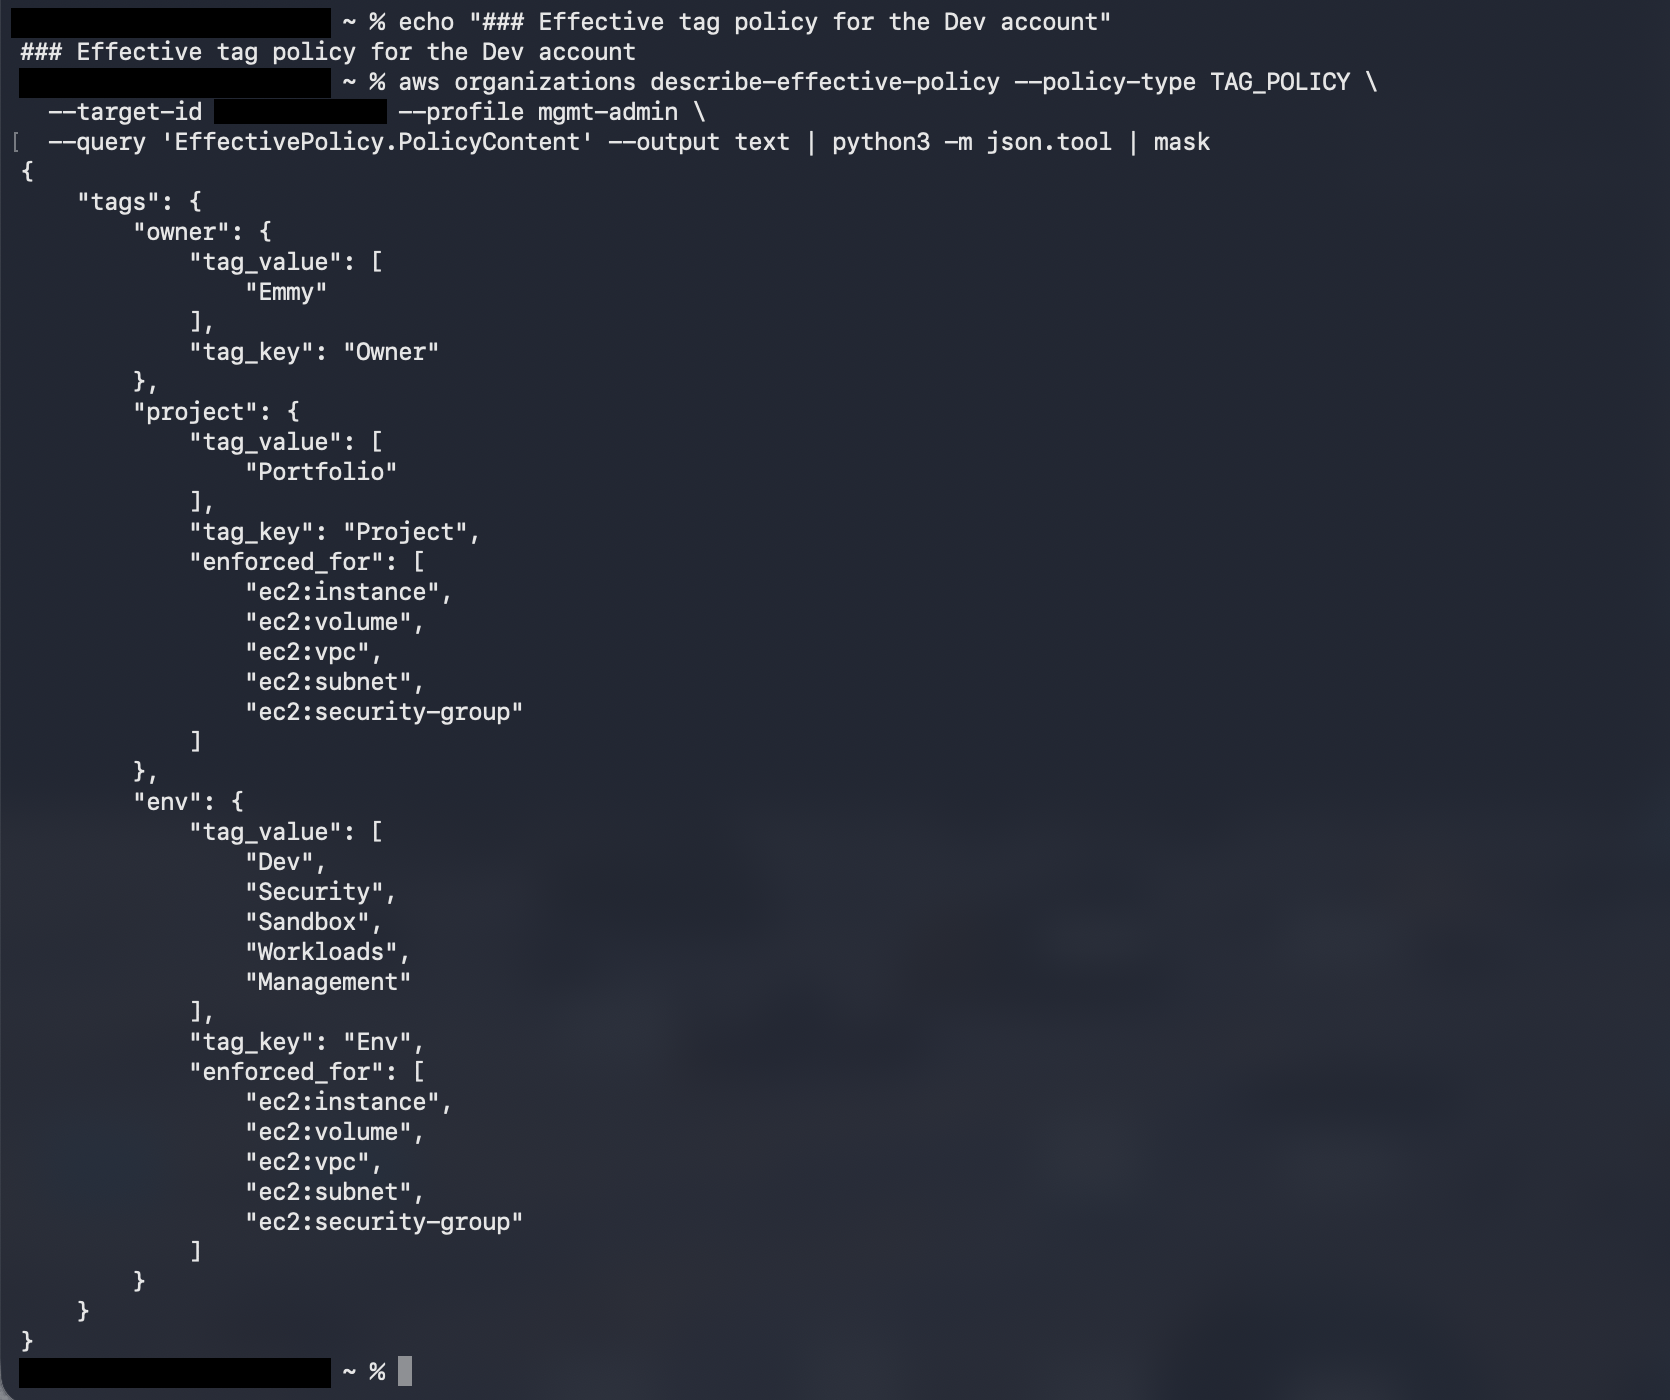 ~ % echo "### Effective tag policy for the Dev account"
### Effective tag policy for the Dev account
~ % aws organizations describe-effective-policy --policy-type TAG_POLICY \
  --target-id --profile mgmt-admin \
[ --query 'EffectivePolicy.PolicyContent' --output text | python3 -m json.tool | mask
{
    "tags": {
        "owner": {
            "tag_value": [
                "Emmy"
            ],
            "tag_key": "Owner"
        },
        "project": {
            "tag_value": [
                "Portfolio"
            ],
            "tag_key": "Project",
            "enforced_for": [
                "ec2:instance",
                "ec2:volume",
                "ec2:vpc",
                "ec2:subnet",
                "ec2:security-group"
            ]
        },
        "env": {
            "tag_value": [
                "Dev",
                "Security",
                "Sandbox",
                "Workloads",
                "Management"
            ],
            "tag_key": "Env",
            "enforced_for": [
                "ec2:instance",
                "ec2:volume",
                "ec2:vpc",
                "ec2:subnet",
                "ec2:security-group"
            ]
        }
    }
}
~ %